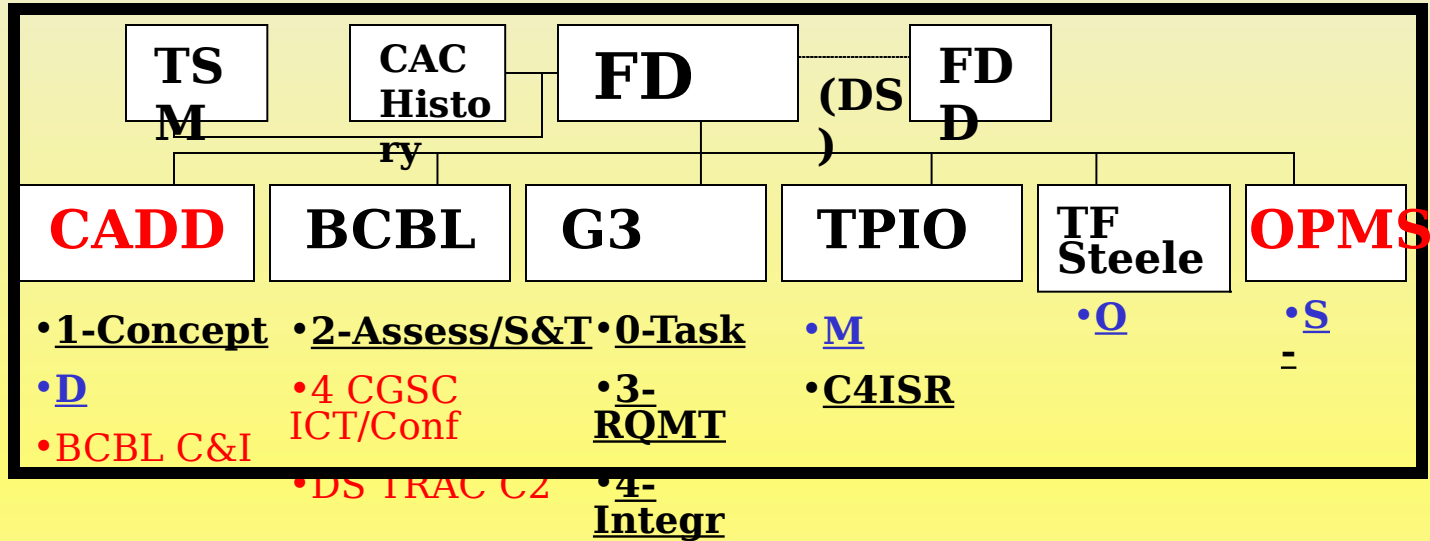 TS
M
CAC
Histo
ry
FD
(DS
)
FD
D
CADD
BCBL
G3
TPIO
TF
Steele
OPMS
•1-Concept
•D
•BCBL C&I
•2-Assess/S&T
•4 CGSC
ICT/Conf
•DS TRAC C2
•0-Task
•3-
RQMT
•4-
Integr
•M
•C4ISR
•O
•S
-